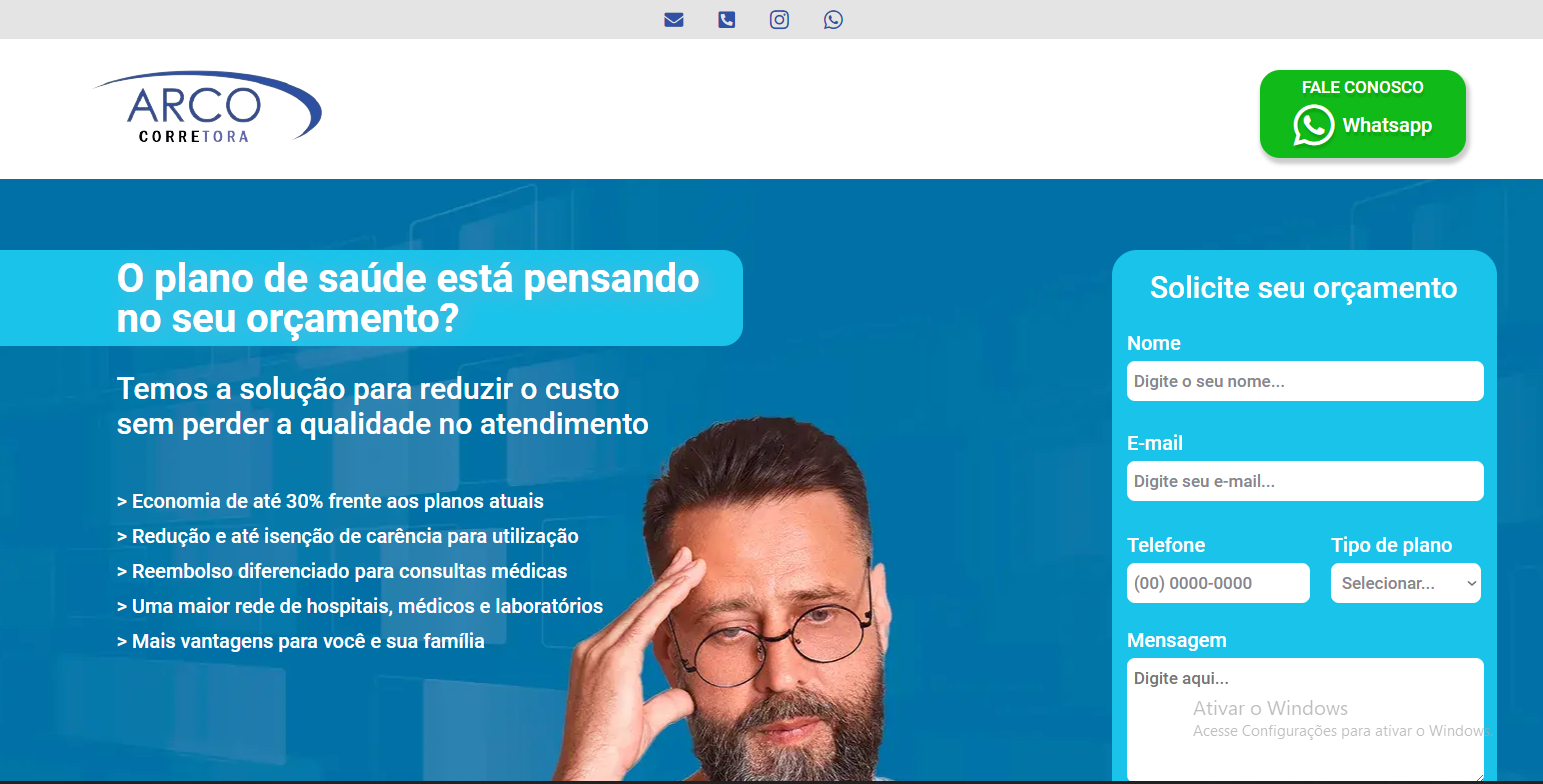 ARCO
CORRETORA
FALE CONOSCO
Whatsapp
O plano de saúde está pensando
no seu orçamento?
Temos a solução para reduzir o custo
sem perder a qualidade no atendimento
> Economia de até 30% frente aos planos atuais
> Redução e até isenção de carência para utilização
> Reembolso diferenciado para consultas médicas
> Uma maior rede de hospitais, médicos e laboratórios
> Mais vantagens para você e sua família
Solicite seu orçamento
Nome
Digite o seu nome...
E-mail
Digite seu e-mail...
Telefone
Tipo de plano
(00) 0000-0000
Selecionar...
Mensagem
Digite aqui...
Ativar o Windows
Acesse Configurações para ativar o Windows.